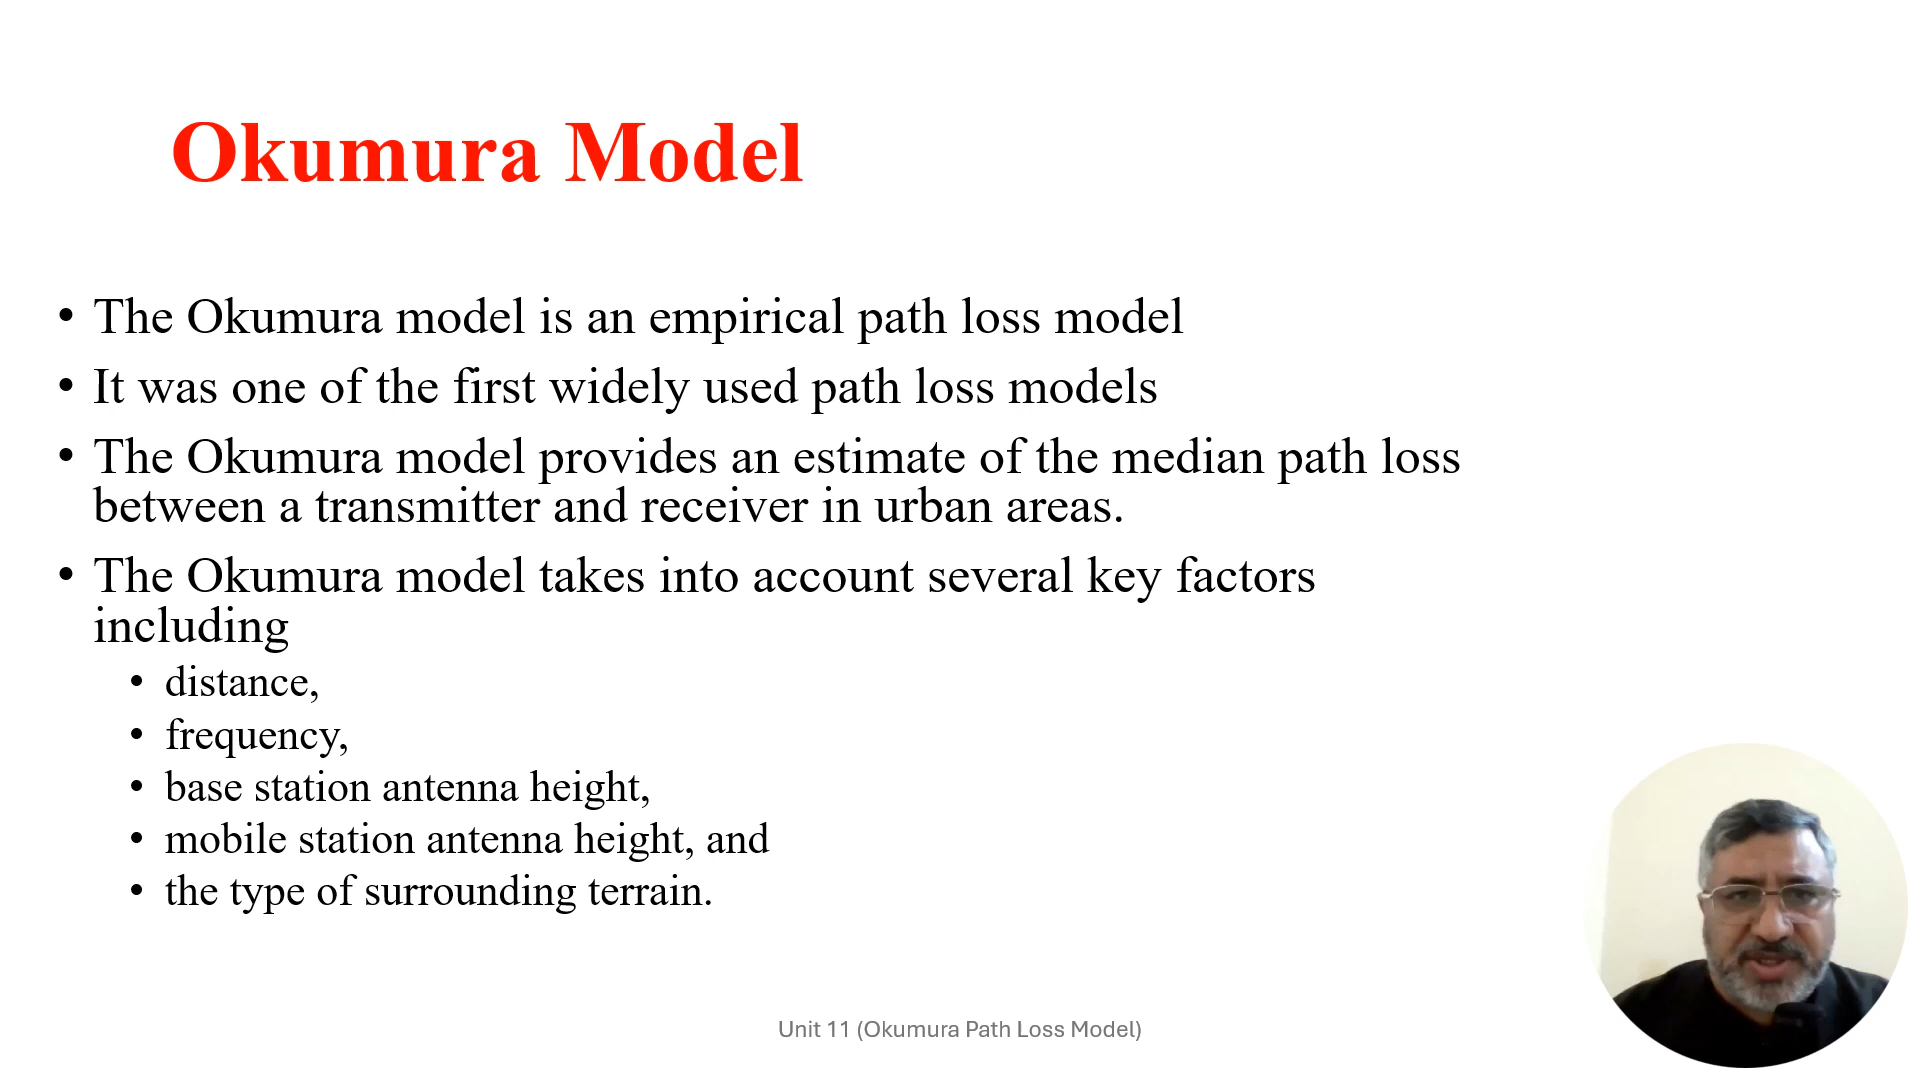 Okumura Model
• The Okumura model is an empirical path loss model
• It was one of the first widely used path loss models
• The Okumura model provides an estimate of the median path loss
between a transmitter and receiver in urban areas.
• The Okumura model takes into account several key factors
including
• distance,
• frequency,
• base station antenna height,
• mobile station antenna height, and
• the type of surrounding terrain.
Unit 11 (Okumura Path Loss Model)